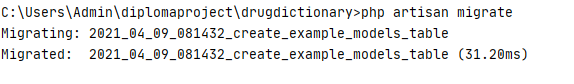 C:\Users\Admin\diplomaproject\drugdictionary>php artisan migrate
Migrating: 2021_04_09_081432_create_example_models_table
Migrated:  2021_04_09_081432_create_example_models_table (31.20ms)